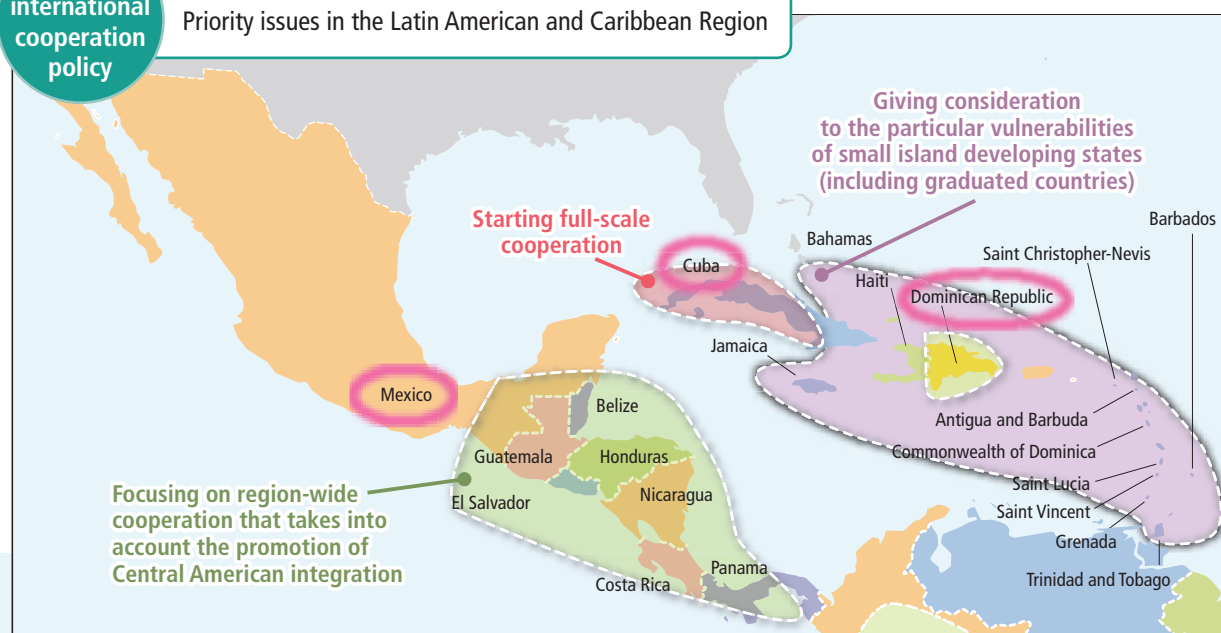 international
cooperation
policy
Priority issues in the Latin American and Caribbean Region
Giving consideration
to the particular vulnerabilities
of small island developing states
(including graduated countries)
Starting full-scale
cooperation
Cuba
Bahamas
Barbados
Saint Christopher-Nevis
Haiti
Dominican Republic
Jamaica
Mexico
Belize
Antigua and Barbuda
Guatemala
Honduras
Commonwealth of Dominica
Saint Lucia
Nicaragua
El Salvador
Saint Vincent
Grenada
Focusing on region-wide
cooperation that takes into
account the promotion of
Central American integration
Panama
Costa Rica
Trinidad and Tobago